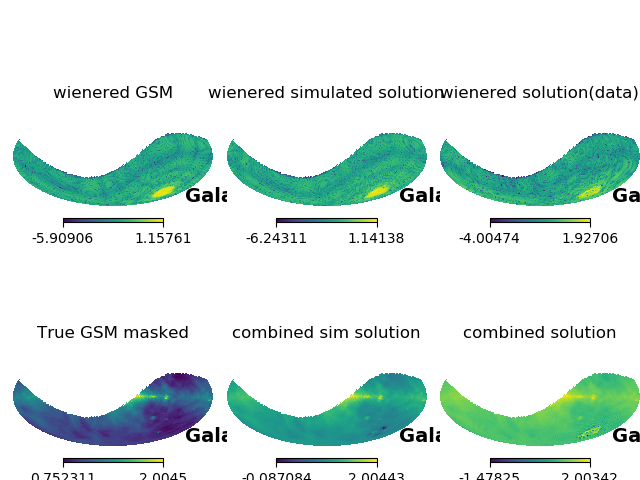 wienered GSM wienered simulated solution wienered solution(data)
Gala Gala Ga
-5.90906 1.15761 -6.24311 1.14138 -4.00474 1.92706
True GSM masked combined sim solution combined solution
Gala Gala Ga
0.752311 2.0045 -0.087084 2.00443 -1.47825 2.00342